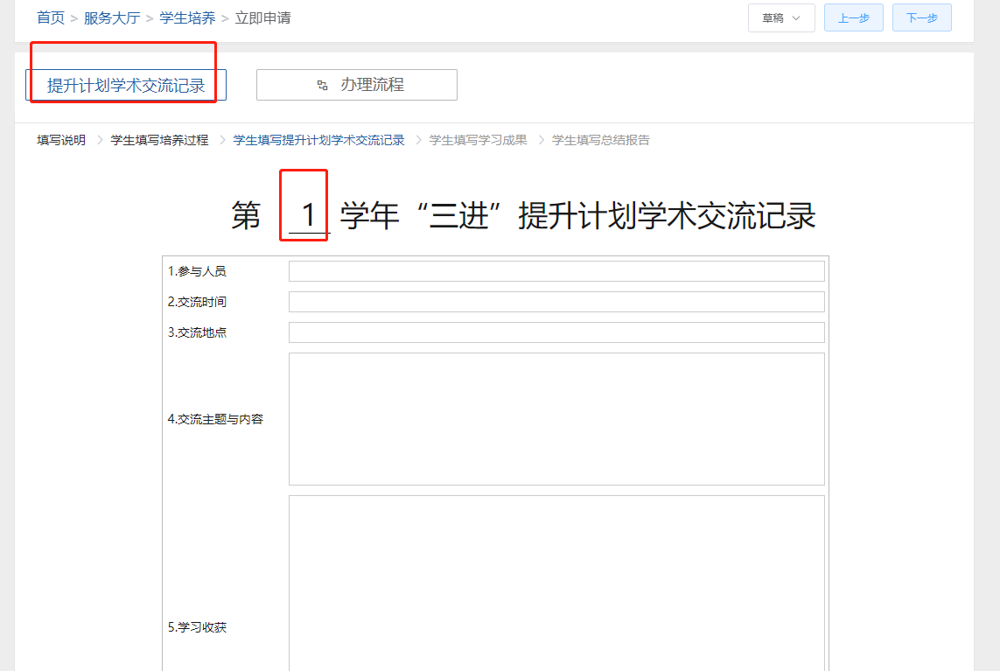 首页 > 服务大厅 > 学生培养 > 立即申请 草稿 上一步 下一步
提升计划学术交流记录 办理流程
填写说明 > 学生填写培养过程 > 学生填写提升计划学术交流记录 > 学生填写学习成果 > 学生填写总结报告
第 1 学年“三进”提升计划学术交流记录
1.参与人员
2.交流时间
3.交流地点
4.交流主题与内容
5.学习收获